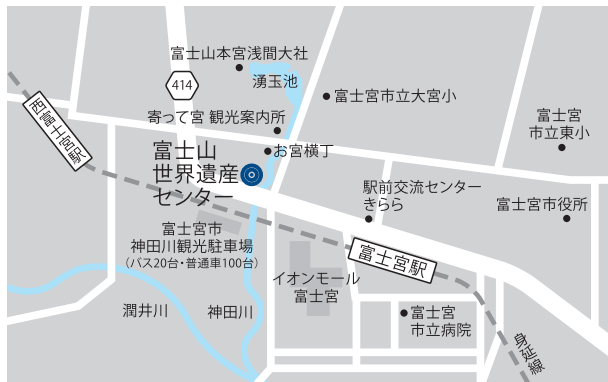 富士山本宮浅間大社
414
湧玉池
富士宮市立大宮小
富士宮
市立東小
寄って宮 観光案内所
西富士宮駅
お宮横丁
富士山
世界遺産
センター
駅前交流センター
きらら
富士宮市役所
富士宮市
神田川観光駐車場
(バス20台・普通車100台)
富士宮駅
イオンモール
富士宮
潤井川
神田川
富士宮
市立病院
身延線